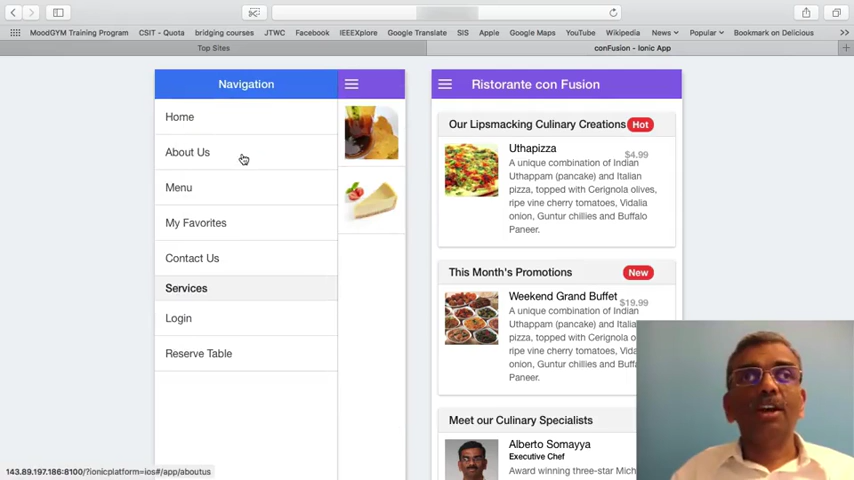 MoodGYM Training Program CSIT - Quota bridging courses JTWC Facebook IEEEXplore Google Translate SIS Apple Google Maps YouTube Wikipedia News Popular Bookmark on Delicious
Top Sites
conFusion - Ionic App
Navigation
Home
About Us
Menu
My Favorites
Contact Us
Services
Login
Reserve Table
Ristorante con Fusion
Our Lipsmacking Culinary Creations Hot
Uthapizza
$4.99
A unique combination of Indian
Uthappam (pancake) and Italian
pizza, topped with Cerignola olives,
ripe vine cherry tomatoes, Vidalia
onion, Guntur chillies and Buffalo
Paneer.
This Month's Promotions New
Weekend Grand Buffet
$19.99
A unique combination of Indian
Uthappam (pancake) and Italian
pizza, topped with Cerignola
ripe vine cherry tomatoes, Vida
onion, Guntur chillies and Buff
Paneer.
Meet our Culinary Specialists
Alberto Somayya
Executive Chef
Award winning three-star Mich
143.89.197.186:8100/?ionicplatform=ios#/app/aboutus